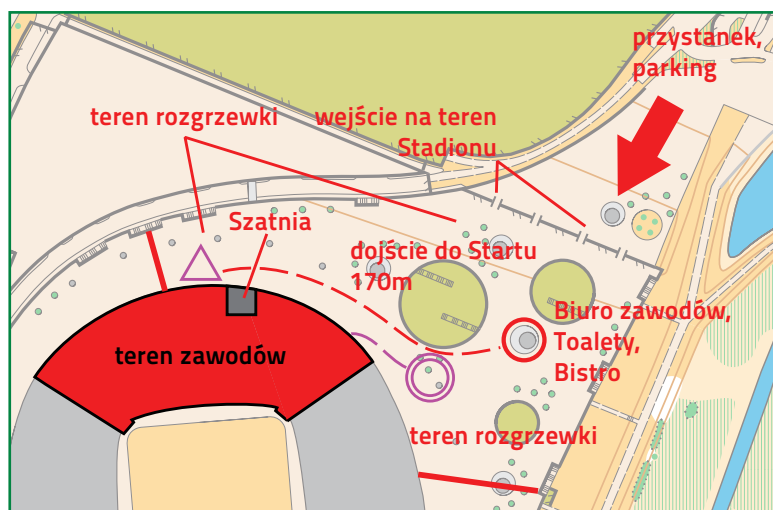 przystanek,
parking
teren rozgrzewki
wejście na teren
Stadionu
Szatnia
dojście do Startu
170m
Biuro zawodów,
Toalety,
Bistro
teren zawodów
teren rozgrzewki